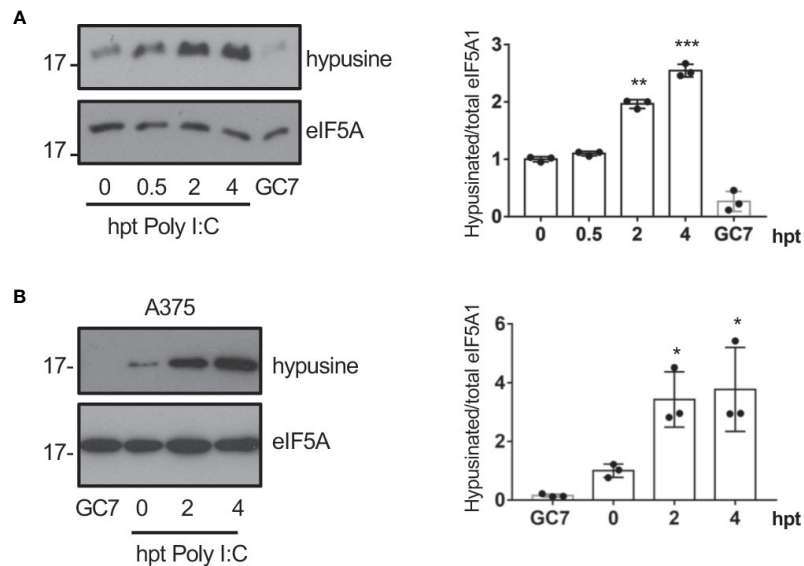 A
17
hypusine
17
eIF5A
0 0.5 2 4 GC7
hpt Poly I:C
Hypusinated/total eIF5A1
3
2
1
0
** ***
0 0.5 2 4 GC7 hpt
B
A375
17-
hypusine
17-
eIF5A
GC7 0 2 4
hpt Poly I:C
Hypusinated/total eIF5A1
6
4
2
0
* *
GC7 0 2 4 hpt